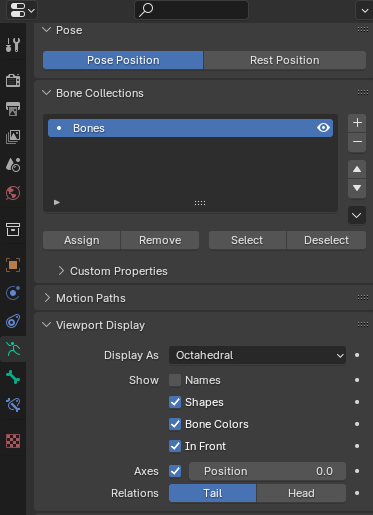 Pose
Pose Position Rest Position
Bone Collections
Bones
Assign Remove Select Deselect
Custom Properties
Motion Paths
Viewport Display
Display As Octahedral
Show Names
Shapes
Bone Colors
In Front
Axes Position 0.0
Relations Tail Head